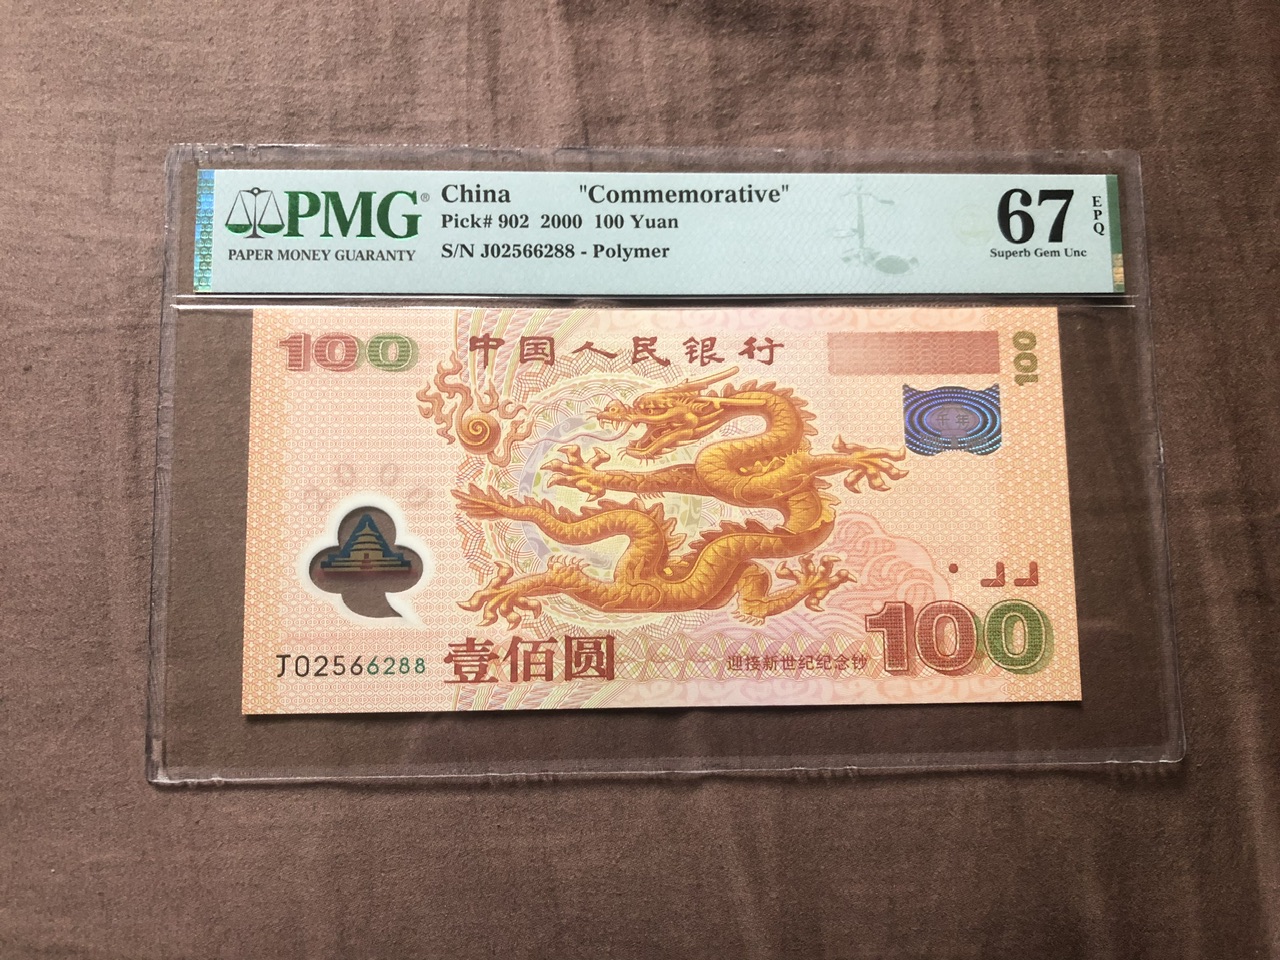 PMG®
PAPER MONEY GUARANTY
China "Commemorative"
Pick# 902 2000 100 Yuan
S/N J02566288 - Polymer
67
EPQ
Superb Gem Unc
100
中国人民银行
100
2000
J02566288
壹佰圆
迎接新世纪纪念钞
100